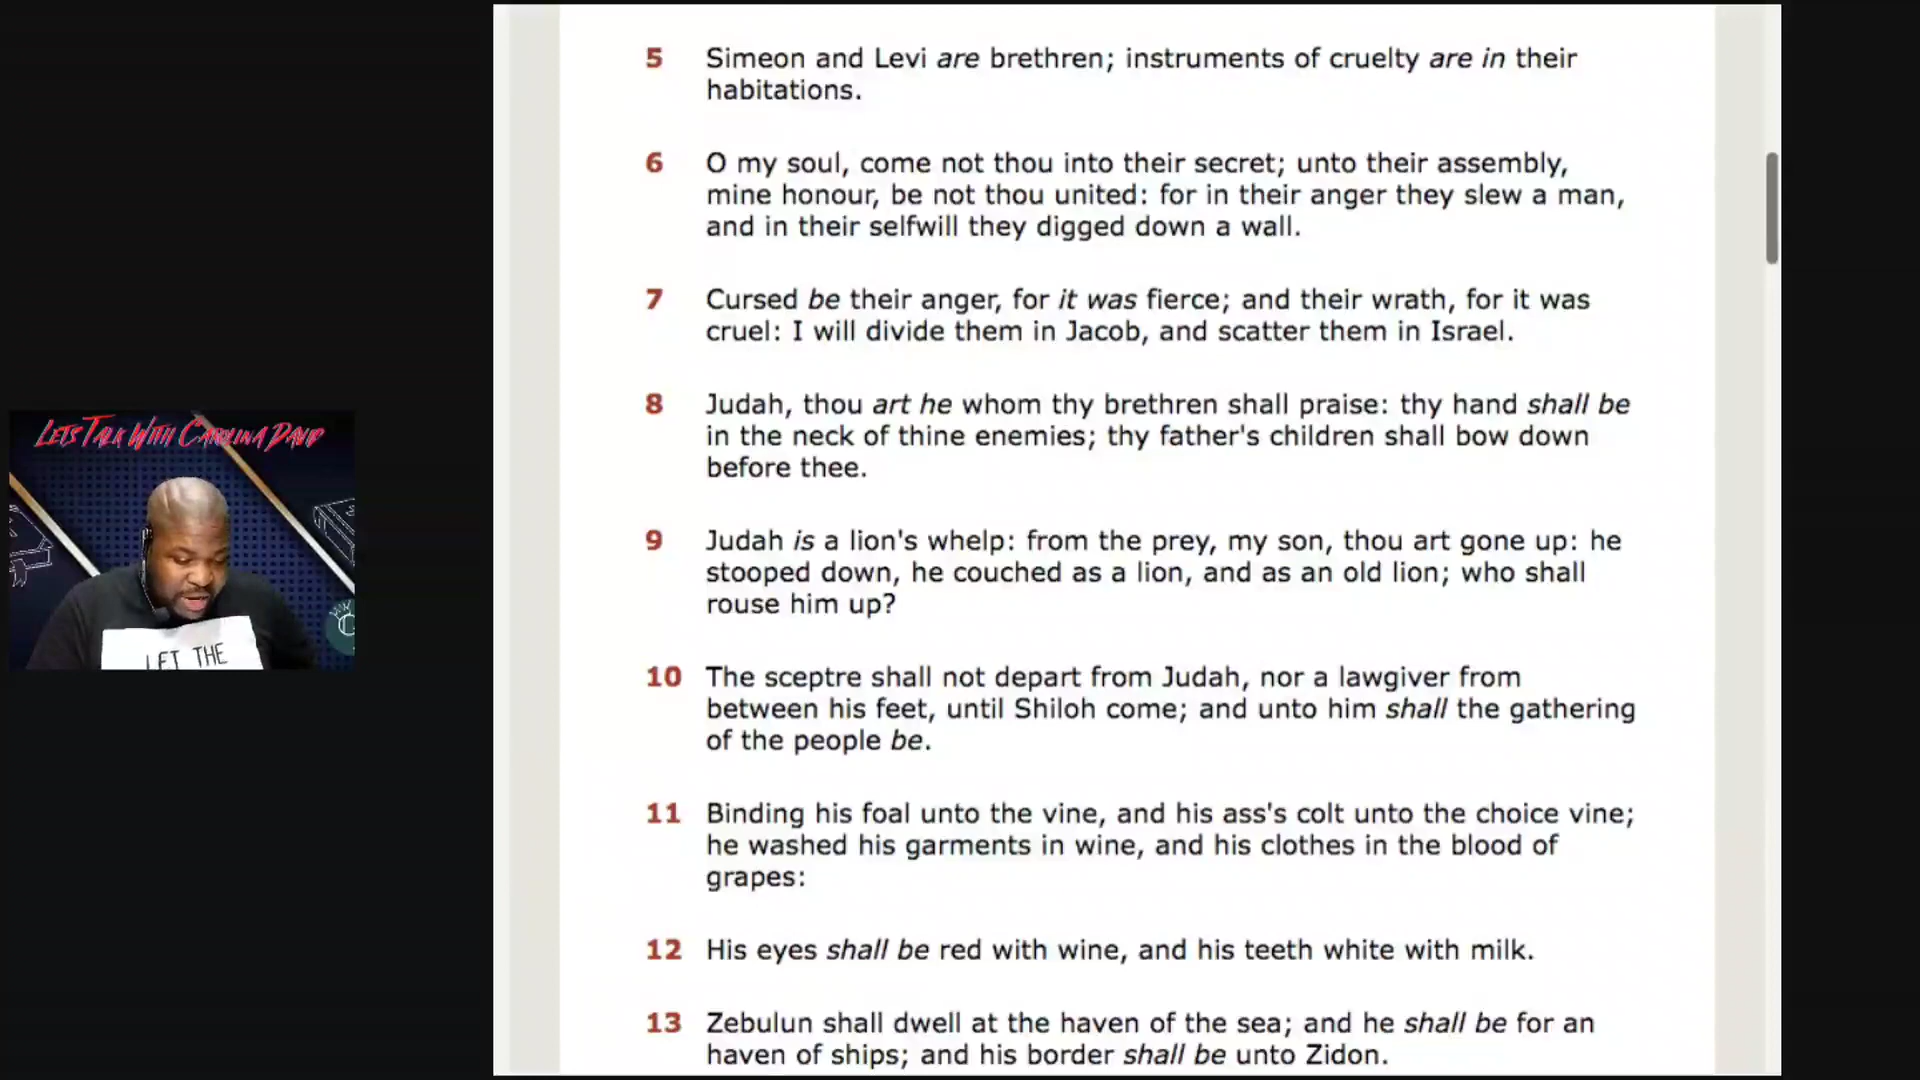 5 Simeon and Levi are brethren; instruments of cruelty are in their
habitations.
6 O my soul, come not thou into their secret; unto their assembly,
mine honour, be not thou united: for in their anger they slew a man,
and in their selfwill they digged down a wall.
7 Cursed be their anger, for it was fierce; and their wrath, for it was
cruel: I will divide them in Jacob, and scatter them in Israel.
8 Judah, thou art he whom thy brethren shall praise: thy hand shall be
in the neck of thine enemies; thy father's children shall bow down
before thee.
9 Judah is a lion's whelp: from the prey, my son, thou art gone up: he
stooped down, he couched as a lion, and as an old lion; who shall
rouse him up?
10 The sceptre shall not depart from Judah, nor a lawgiver from
between his feet, until Shiloh come; and unto him shall the gathering
of the people be.
11 Binding his foal unto the vine, and his ass's colt unto the choice vine;
he washed his garments in wine, and his clothes in the blood of
grapes:
12 His eyes shall be red with wine, and his teeth white with milk.
13 Zebulun shall dwell at the haven of the sea; and he shall be for an
haven of ships; and his border shall be unto Zidon.
LETS TALK WITH CAROLINA DAVID
LET THE